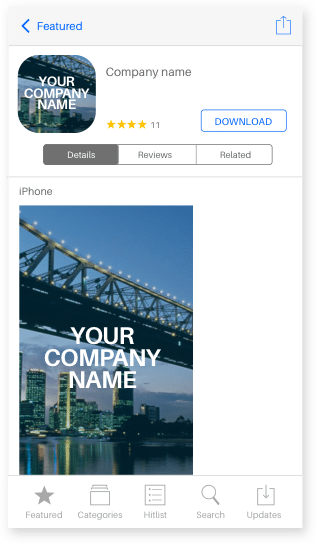 Featured
YOUR
COMPANY
NAME
Company name
11
DOWNLOAD
Details Reviews Related
iPhone
YOUR
COMPANY
NAME
Featured Categories Hitlist Search Updates